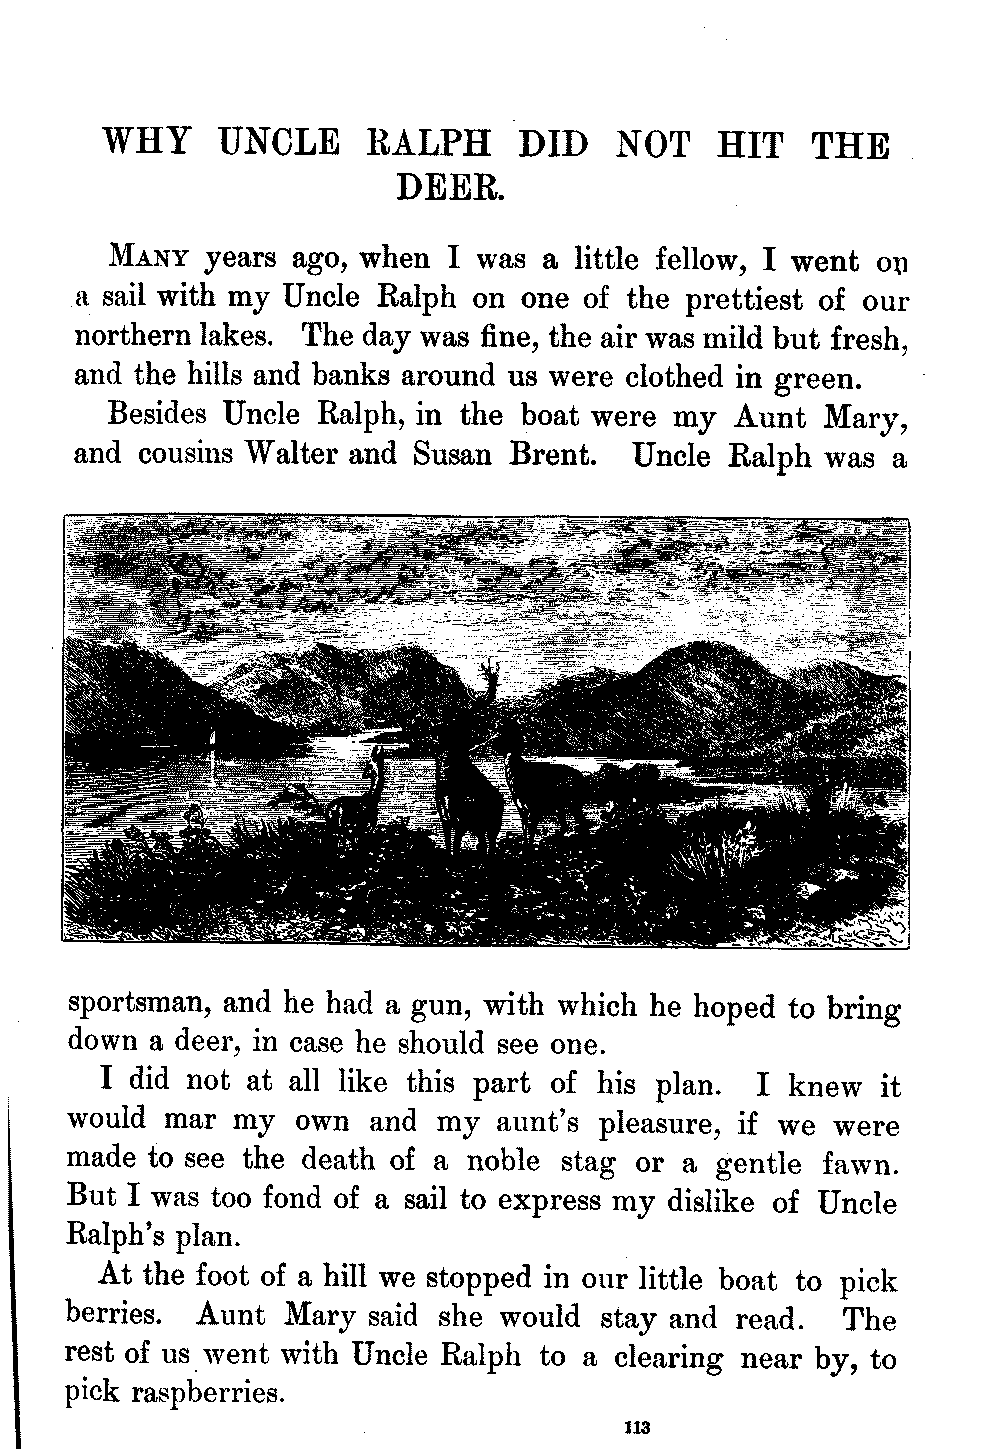 WHY UNCLE RALPH DID NOT HIT THE
DEER.
MANY years ago, when I was a little fellow, I went on
a sail with my Uncle Ralph on one of the prettiest of our
northern lakes. The day was fine, the air was mild but fresh,
and the hills and banks around us were clothed in green.
Besides Uncle Ralph, in the boat were my Aunt Mary,
and cousins Walter and Susan Brent. Uncle Ralph was a
sportsman, and he had a gun, with which he hoped to bring
down a deer, in case he should see one.
I did not at all like this part of his plan. I knew it
would mar my own and my aunt's pleasure, if we were
made to see the death of a noble stag or a gentle fawn.
But I was too fond of a sail to express my dislike of Uncle
Ralph's plan.
At the foot of a hill we stopped in our little boat to pick
berries. Aunt Mary said she would stay and read. The
rest of us went with Uncle Ralph to a clearing near by, to
pick raspberries.
113